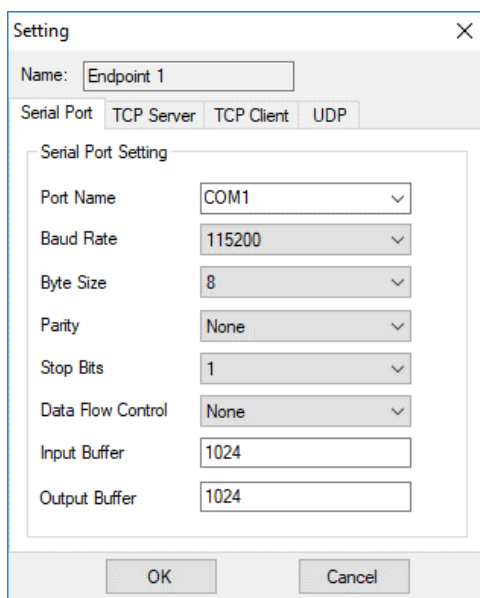 Setting
Name: Endpoint 1
Serial Port TCP Server TCP Client UDP
Serial Port Setting
Port Name COM1
Baud Rate 115200
Byte Size 8
Parity None
Stop Bits 1
Data Flow Control None
Input Buffer 1024
Output Buffer 1024
OK Cancel